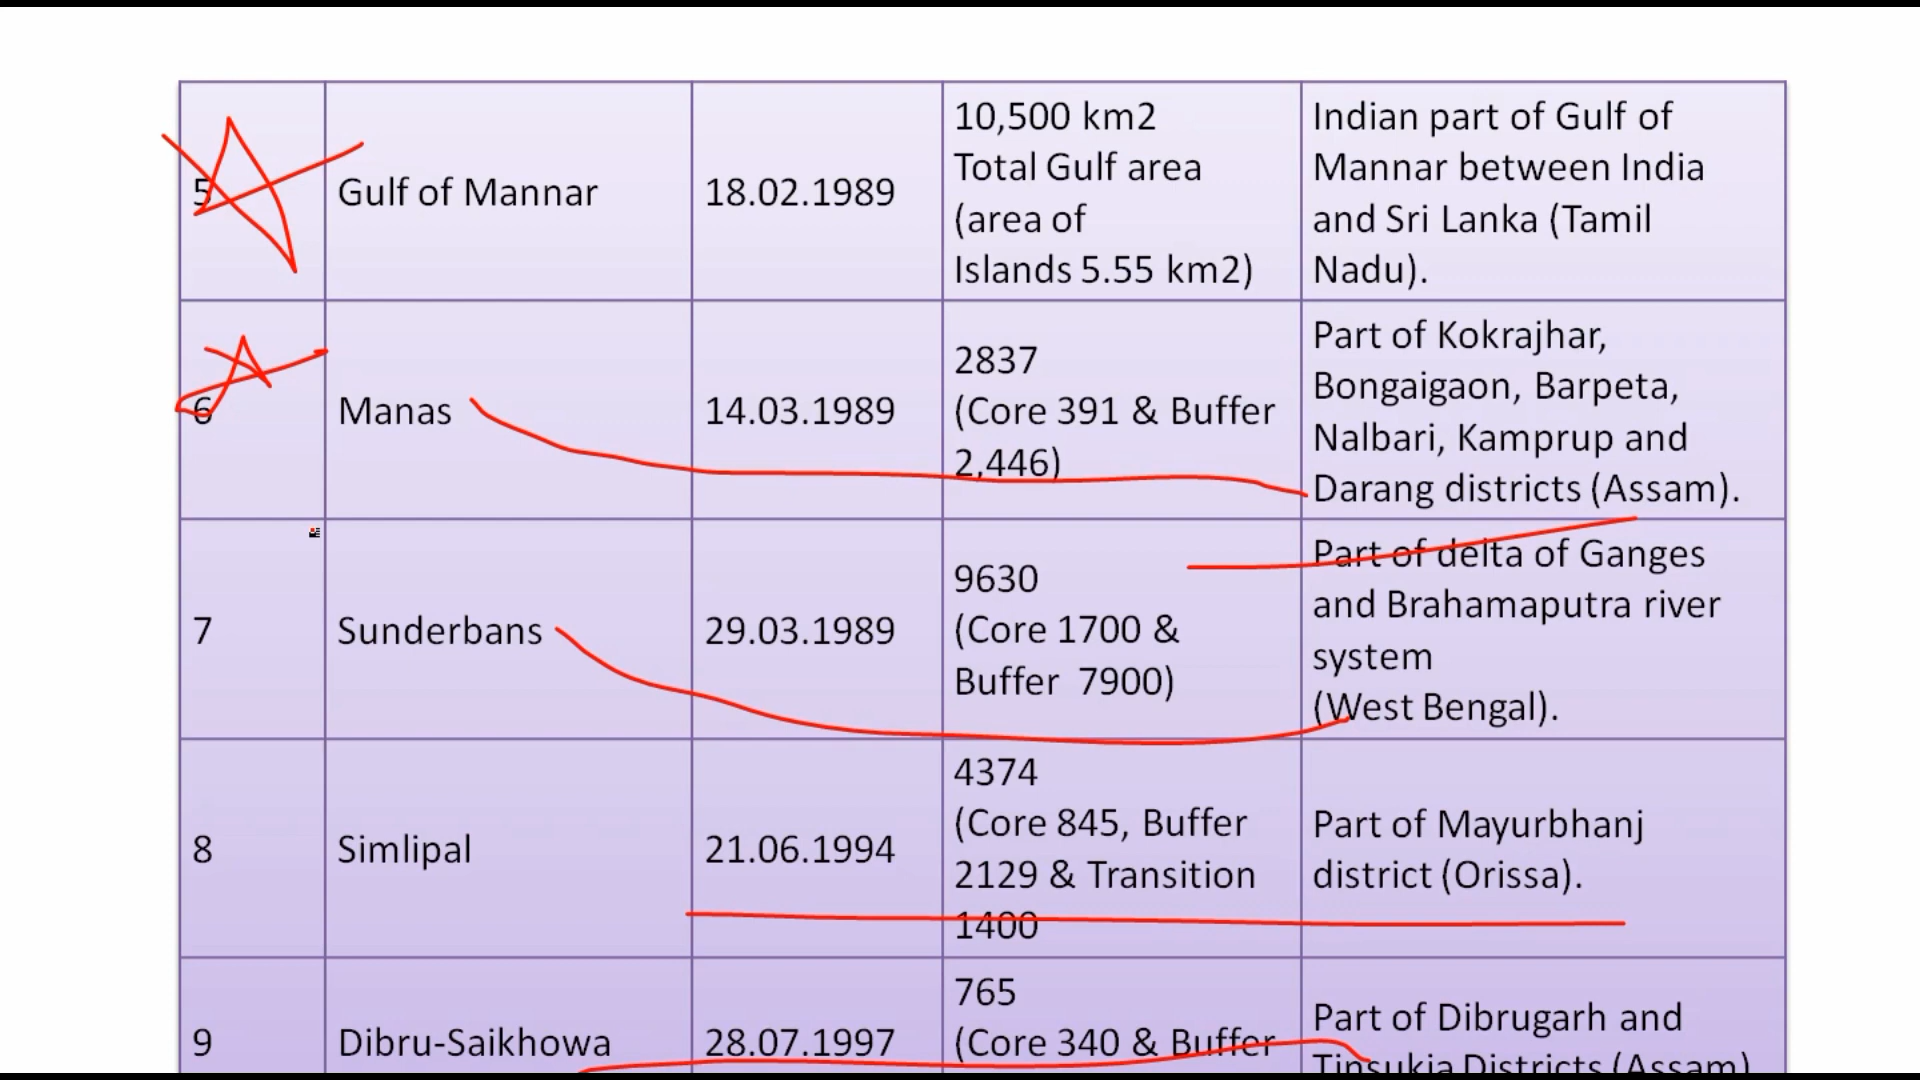 5
Gulf of Mannar
18.02.1989
10,500 km2
Total Gulf area
(area of
Islands 5.55 km2)
Indian part of Gulf of
Mannar between India
and Sri Lanka (Tamil
Nadu).
6
Manas
14.03.1989
2837
(Core 391 & Buffer
2,446)
Part of Kokrajhar,
Bongaigaon, Barpeta,
Nalbari, Kamprup and
Darang districts (Assam).
7
Sunderbans
29.03.1989
9630
(Core 1700 &
Buffer 7900)
Part of delta of Ganges
and Brahamaputra river
system
(West Bengal).
8
Simlipal
21.06.1994
4374
(Core 845, Buffer
2129 & Transition
1400
Part of Mayurbhanj
district (Orissa).
9
Dibru-Saikhowa
28.07.1997
765
(Core 340 & Buffer
Part of Dibrugarh and
Tinsukia Districts (Assam)